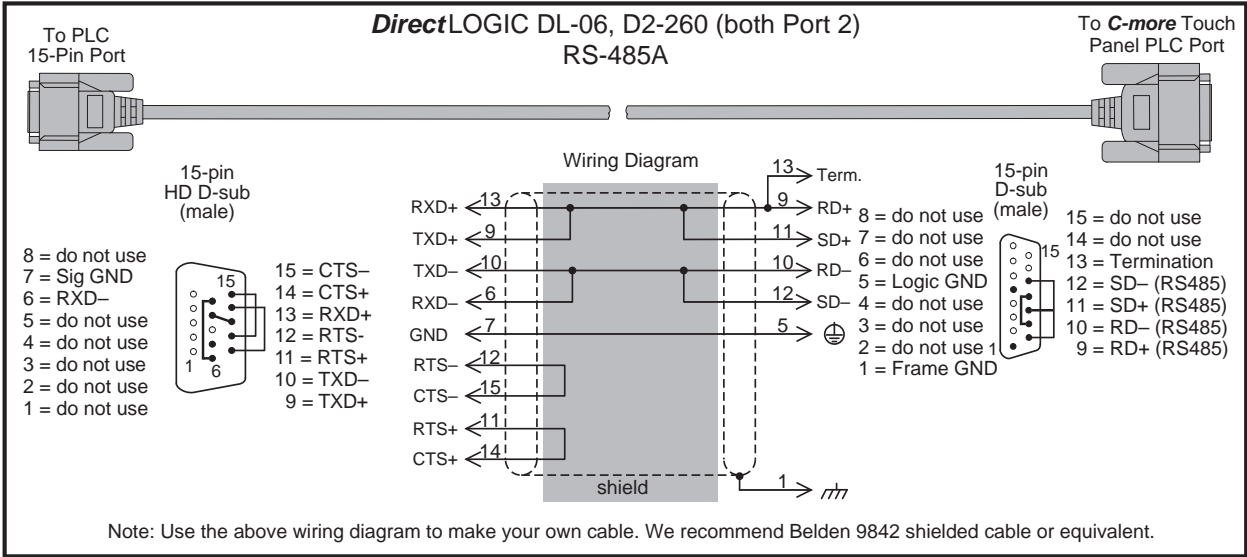 To PLC
15-Pin Port
DirectLOGIC DL-06, D2-260 (both Port 2)
RS-485A
To C-more Touch
Panel PLC Port
15-pin
HD D-sub
(male)
8 = do not use
7 = Sig GND
6 = RXD–
5 = do not use
4 = do not use
3 = do not use
2 = do not use
1 = do not use
15
1
6
15 = CTS–
14 = CTS+
13 = RXD+
12 = RTS-
11 = RTS+
10 = TXD–
9 = TXD+
Wiring Diagram
13 Term.
RXD+ 13 9 RD+
TXD+ 9 11 SD+
TXD– 10 10 RD–
RXD– 6 12 SD–
GND 7 5
RTS– 12
CTS– 15
RTS+ 11
CTS+ 14
shield
1
8 = do not use
7 = do not use
6 = do not use
5 = Logic GND
4 = do not use
3 = do not use
2 = do not use
1 = Frame GND
15-pin
D-sub
(male)
15
1
15 = do not use
14 = do not use
13 = Termination
12 = SD– (RS485)
11 = SD+ (RS485)
10 = RD– (RS485)
9 = RD+ (RS485)
Note: Use the above wiring diagram to make your own cable. We recommend Belden 9842 shielded cable or equivalent.